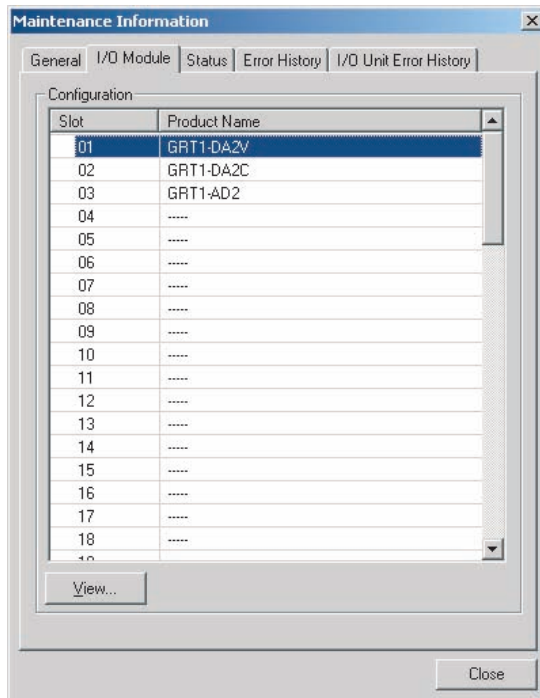 Maintenance Information
General I/O Module Status Error History I/O Unit Error History
Configuration
Slot Product Name
01 GRT1-DA2V
02 GRT1-DA2C
03 GRT1-AD2
04 -----
05 -----
06 -----
07 -----
08 -----
09 -----
10 -----
11 -----
12 -----
13 -----
14 -----
15 -----
16 -----
17 -----
18 -----
View...
Close